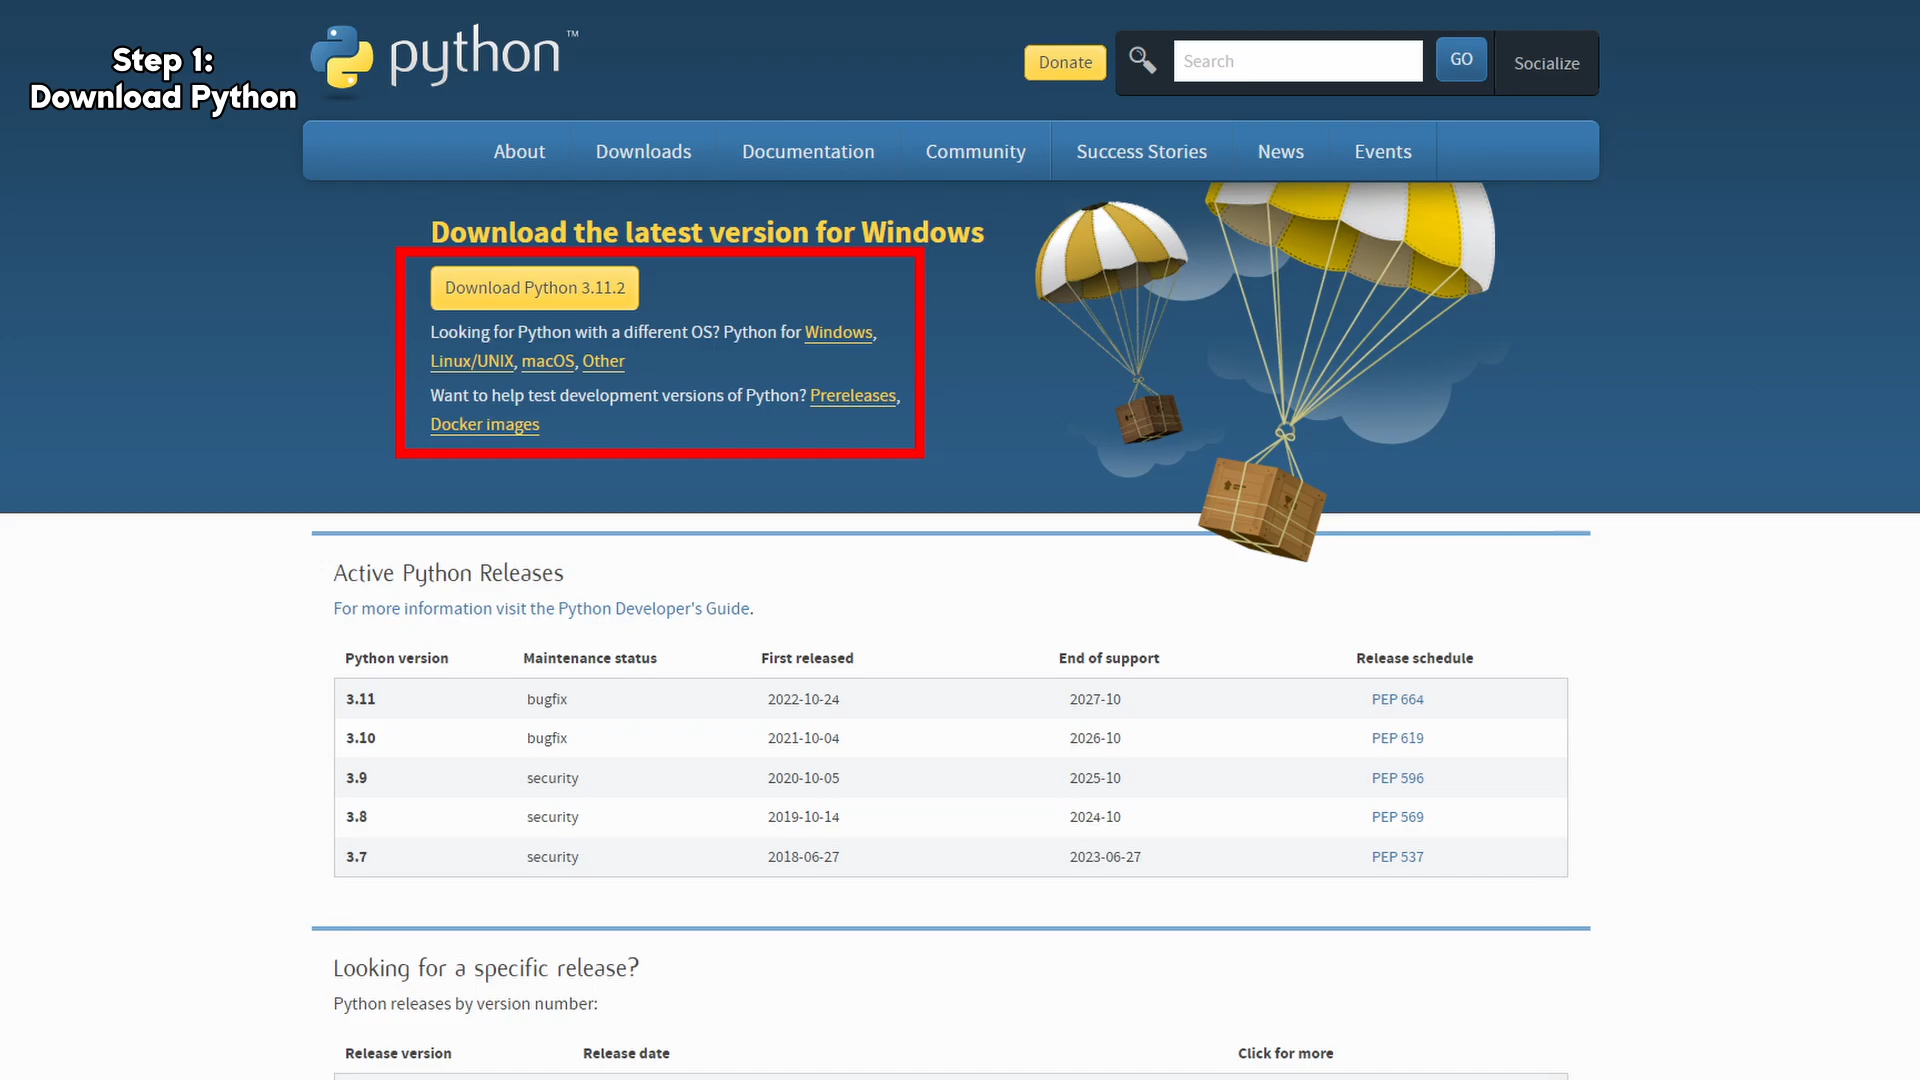 Step 1:
Download Python
python™
Donate
Search
GO
Socialize
About
Downloads
Documentation
Community
Success Stories
News
Events
Download the latest version for Windows
Download Python 3.11.2
Looking for Python with a different OS? Python for Windows,
Linux/UNIX, macOS, Other
Want to help test development versions of Python? Prereleases,
Docker images
Active Python Releases
For more information visit the Python Developer's Guide.
Python version Maintenance status First released End of support Release schedule
3.11 bugfix 2022-10-24 2027-10 PEP 664
3.10 bugfix 2021-10-04 2026-10 PEP 619
3.9 security 2020-10-05 2025-10 PEP 596
3.8 security 2019-10-14 2024-10 PEP 569
3.7 security 2018-06-27 2023-06-27 PEP 537
Looking for a specific release?
Python releases by version number:
Release version Release date Click for more